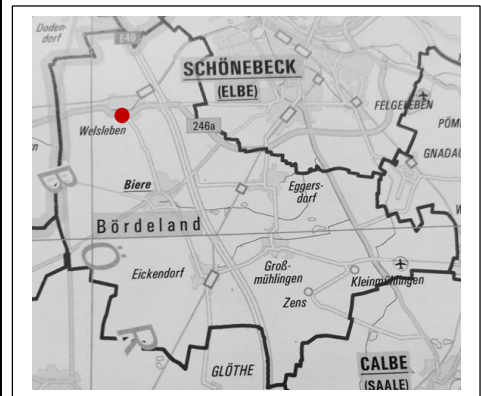 Doden-
dorf
E49
SCHÖNEBECK
(ELBE)
FELGELEBEN
PÖM
Welsleben
246a
GNADAU
B
Biere
Eggers-
dorf
Bördeland
Ö
Eickendorf
Groß-
mühlingen
Kleinmühlingen
Zens
R
GLÖTHE
CALBE
(SAALE)